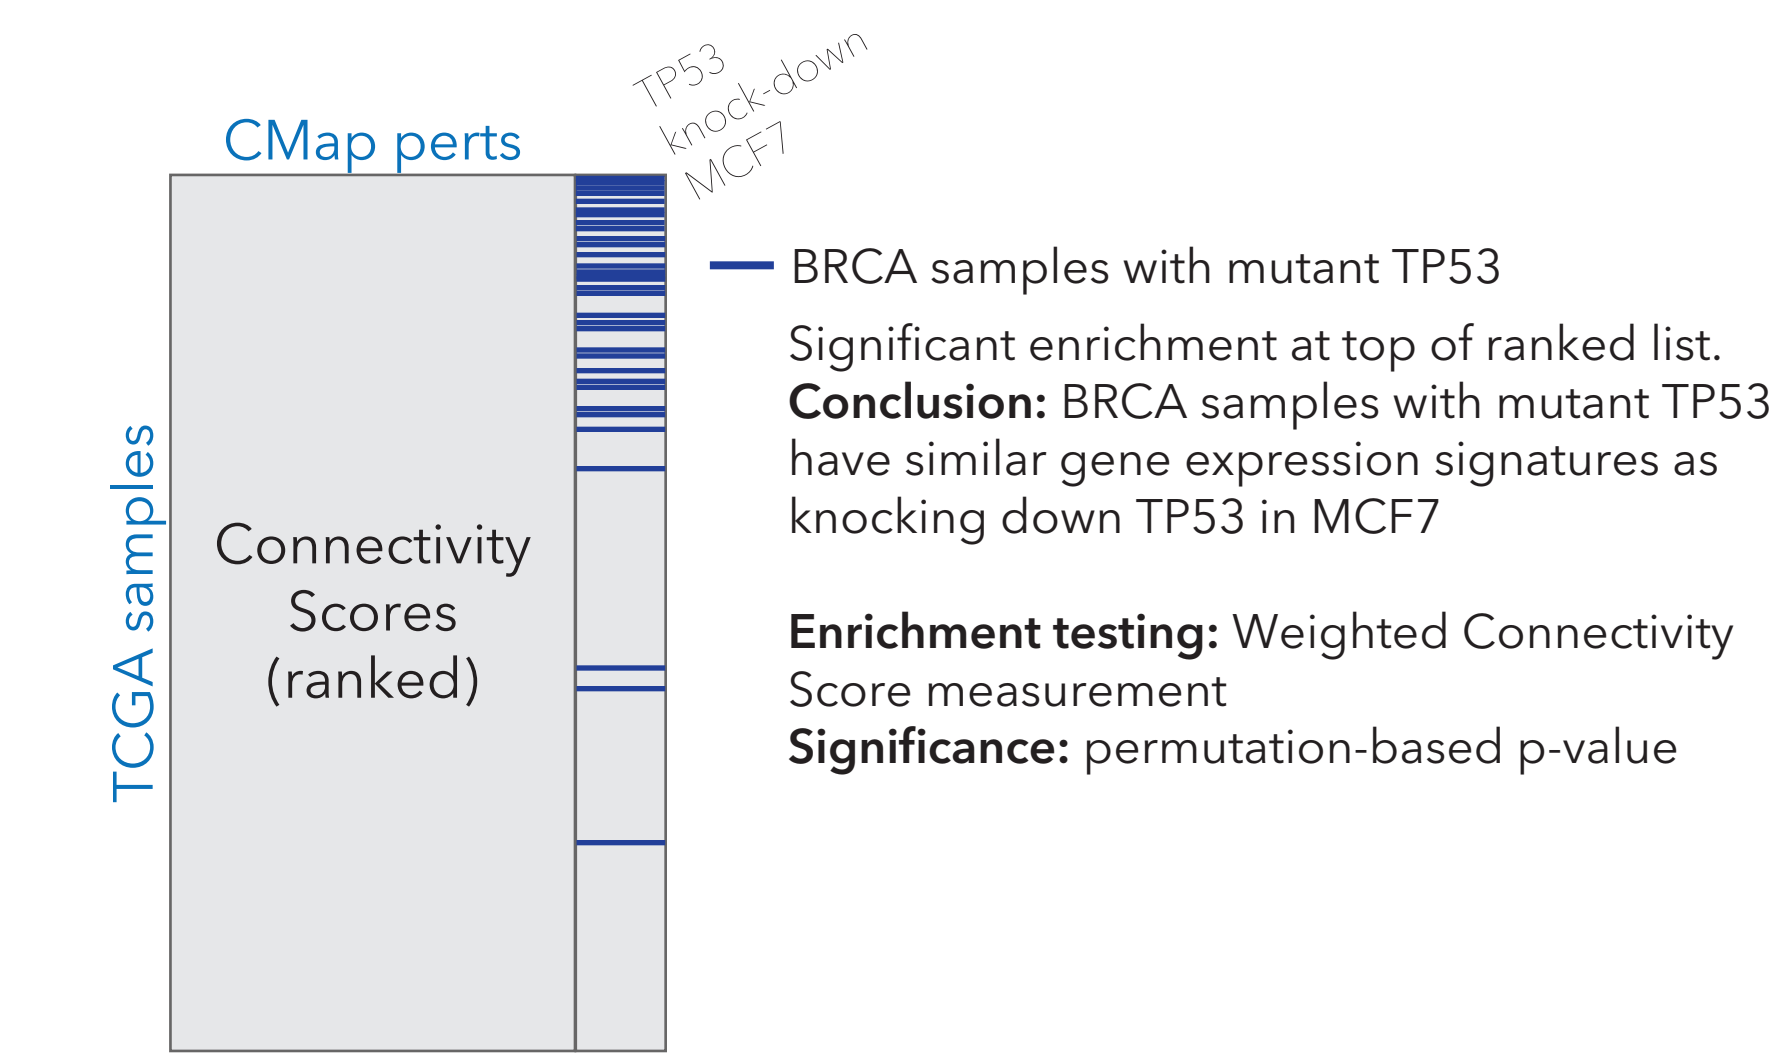 TP53
knock-down
MCF7
CMap perts
TCGA samples
Connectivity
Scores
(ranked)
BRCA samples with mutant TP53
Significant enrichment at top of ranked list.
Conclusion: BRCA samples with mutant TP53
have similar gene expression signatures as
knocking down TP53 in MCF7
Enrichment testing: Weighted Connectivity
Score measurement
Significance: permutation-based p-value